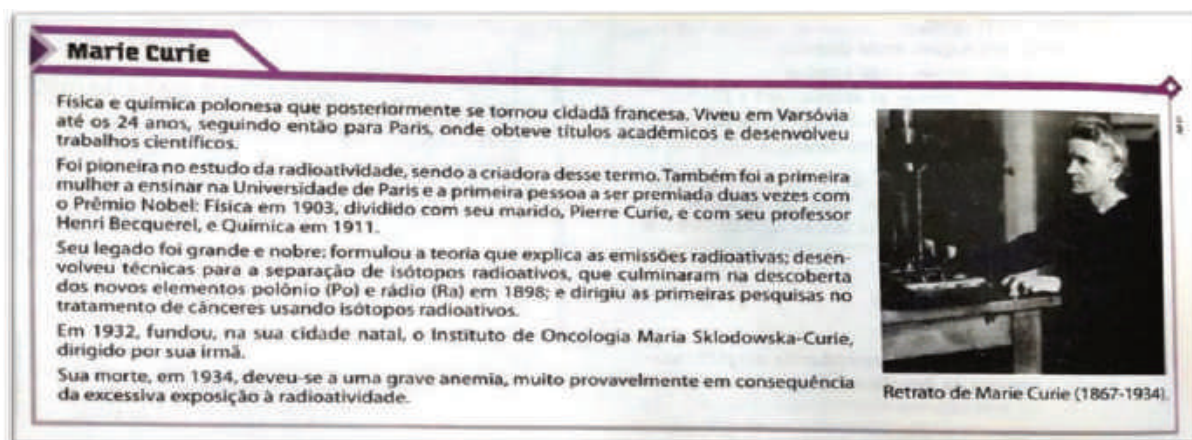 Marie Curie
Física e química polonesa que posteriormente se tornou cidadã francesa. Viveu em Varsóvia
até os 24 anos, seguindo então para Paris, onde obteve títulos acadêmicos e desenvolveu
trabalhos científicos.
Foi pioneira no estudo da radioatividade, sendo a criadora desse termo. Também foi a primeira
mulher a ensinar na Universidade de Paris e a primeira pessoa a ser premiada duas vezes com
o Prêmio Nobel: Física em 1903, dividido com seu marido, Pierre Curie, e com seu professor
Henri Becquerel, e Química em 1911.
Seu legado foi grande e nobre: formulou a teoria que explica as emissões radioativas; desen-
volveu técnicas para a separação de isótopos radioativos, que culminaram na descoberta
dos novos elementos polônio (Po) e rádio (Ra) em 1898; e dirigiu as primeiras pesquisas no
tratamento de cânceres usando isótopos radioativos.
Em 1932, fundou, na sua cidade natal, o Instituto de Oncologia Maria Sklodowska-Curie,
dirigido por sua irmã.
Sua morte, em 1934, deveu-se a uma grave anemia, muito provavelmente em consequência
da excessiva exposição à radioatividade.
Retrato de Marie Curie (1867-1934).